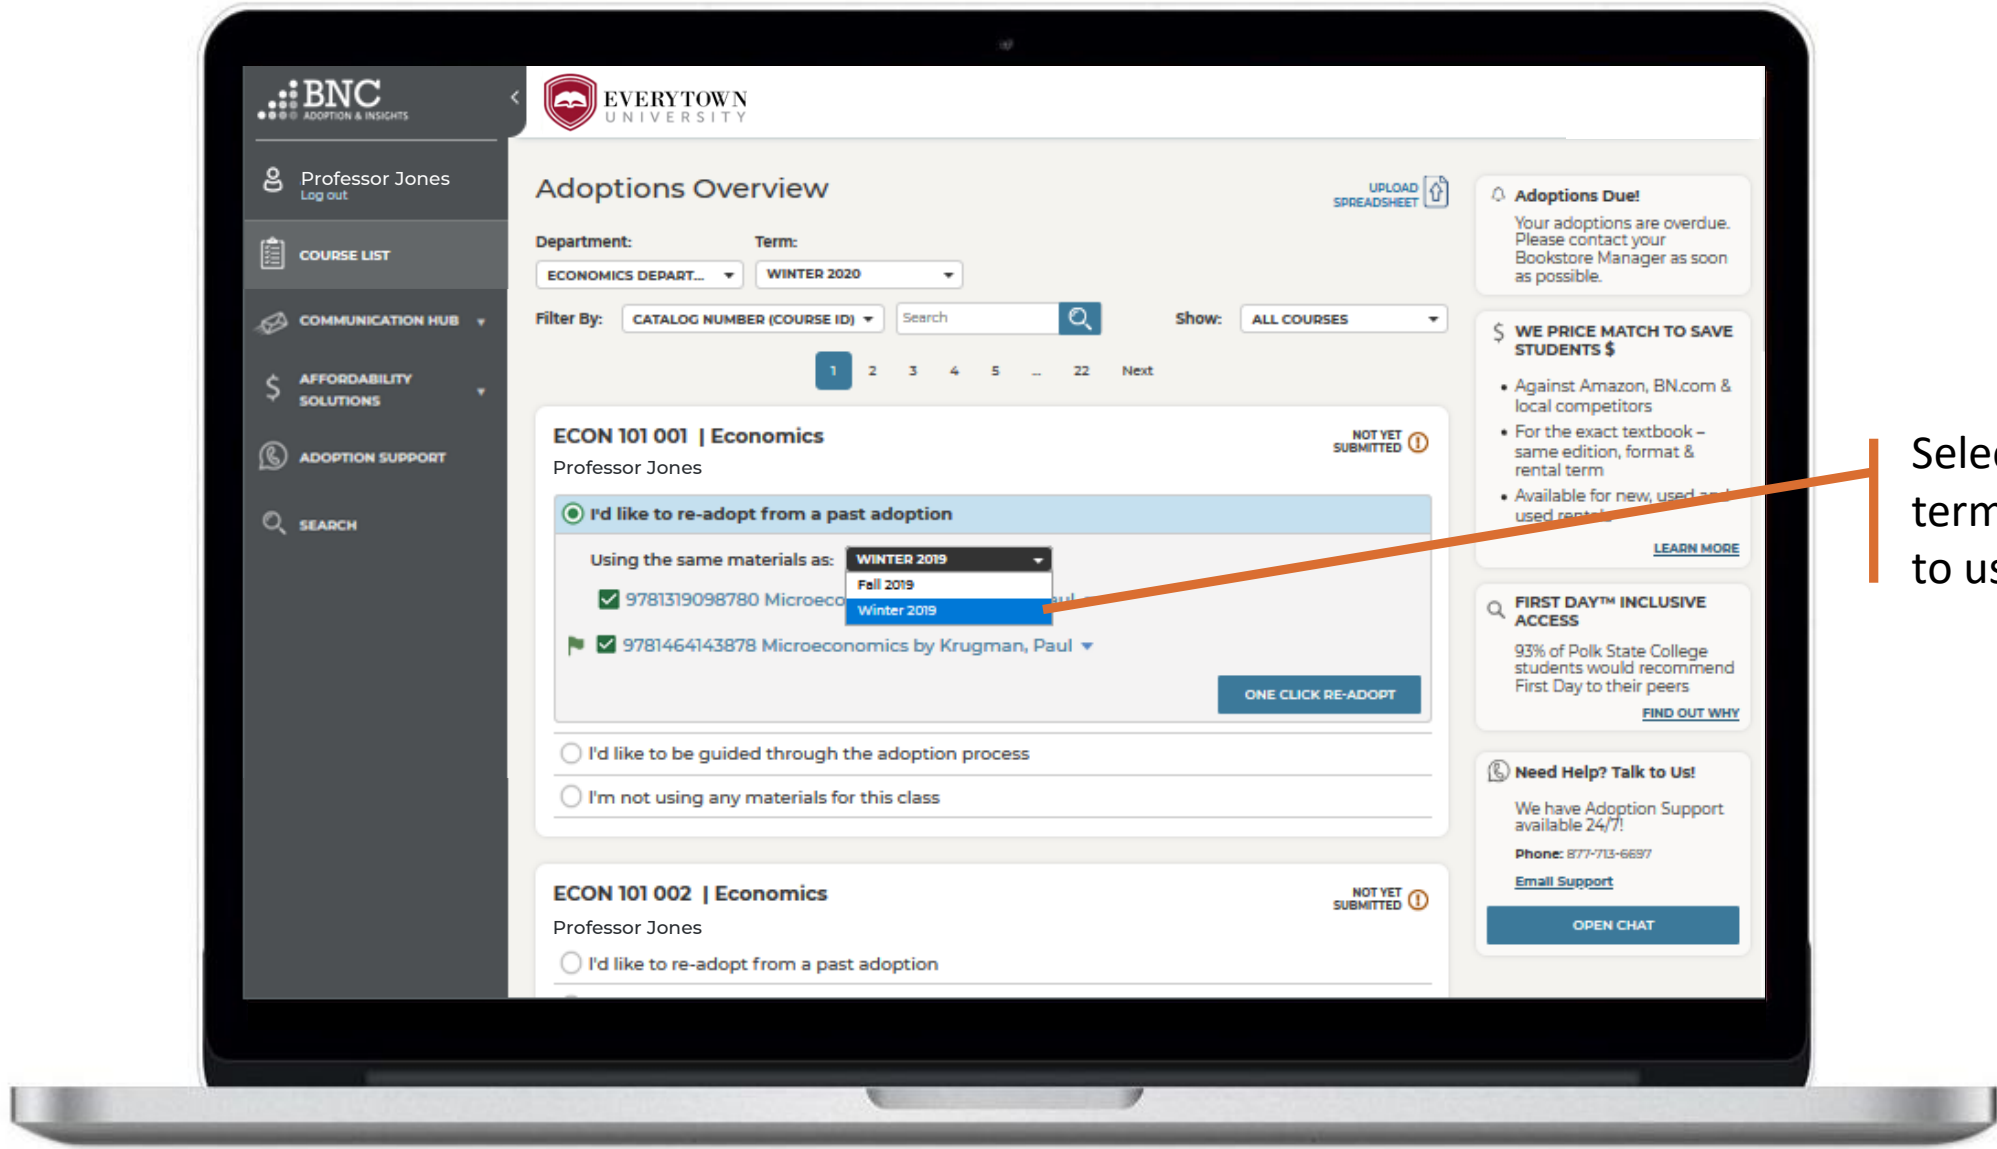 BNC
ADOPTION & INSIGHTS
EVERYTOWN
UNIVERSITY
Professor Jones
Log out
COURSE LIST
COMMUNICATION HUB
AFFORDABILITY
SOLUTIONS
ADOPTION SUPPORT
SEARCH
Adoptions Overview
UPLOAD
SPREADSHEET
Department:
Term:
ECONOMICS DEPART...
WINTER 2020
Filter By:
CATALOG NUMBER (COURSE ID)
Search
Show:
ALL COURSES
1 2 3 4 5 ... 22 Next
ECON 101 001 | Economics
NOT YET
SUBMITTED
Professor Jones
I'd like to re-adopt from a past adoption
Using the same materials as:
WINTER 2019
Fall 2019
Winter 2019
9781319098780
9781464143878 Microeconomics by Krugman, Paul
ONE CLICK RE-ADOPT
I'd like to be guided through the adoption process
I'm not using any materials for this class
ECON 101 002 | Economics
NOT YET
SUBMITTED
Professor Jones
I'd like to re-adopt from a past adoption
Adoptions Due!
Your adoptions are overdue.
Please contact your
Bookstore Manager as soon
as possible.
$ WE PRICE MATCH TO SAVE
STUDENTS $
• Against Amazon, BN.com &
local competitors
• For the exact textbook –
same edition, format &
rental term
• Available for new, used and
used rentals
LEARN MORE
FIRST DAY™ INCLUSIVE
ACCESS
93% of Polk State College
students would recommend
First Day to their peers
FIND OUT WHY
Need Help? Talk to Us!
We have Adoption Support
available 24/7!
Phone: 877-713-6697
Email Support
OPEN CHAT
term
to